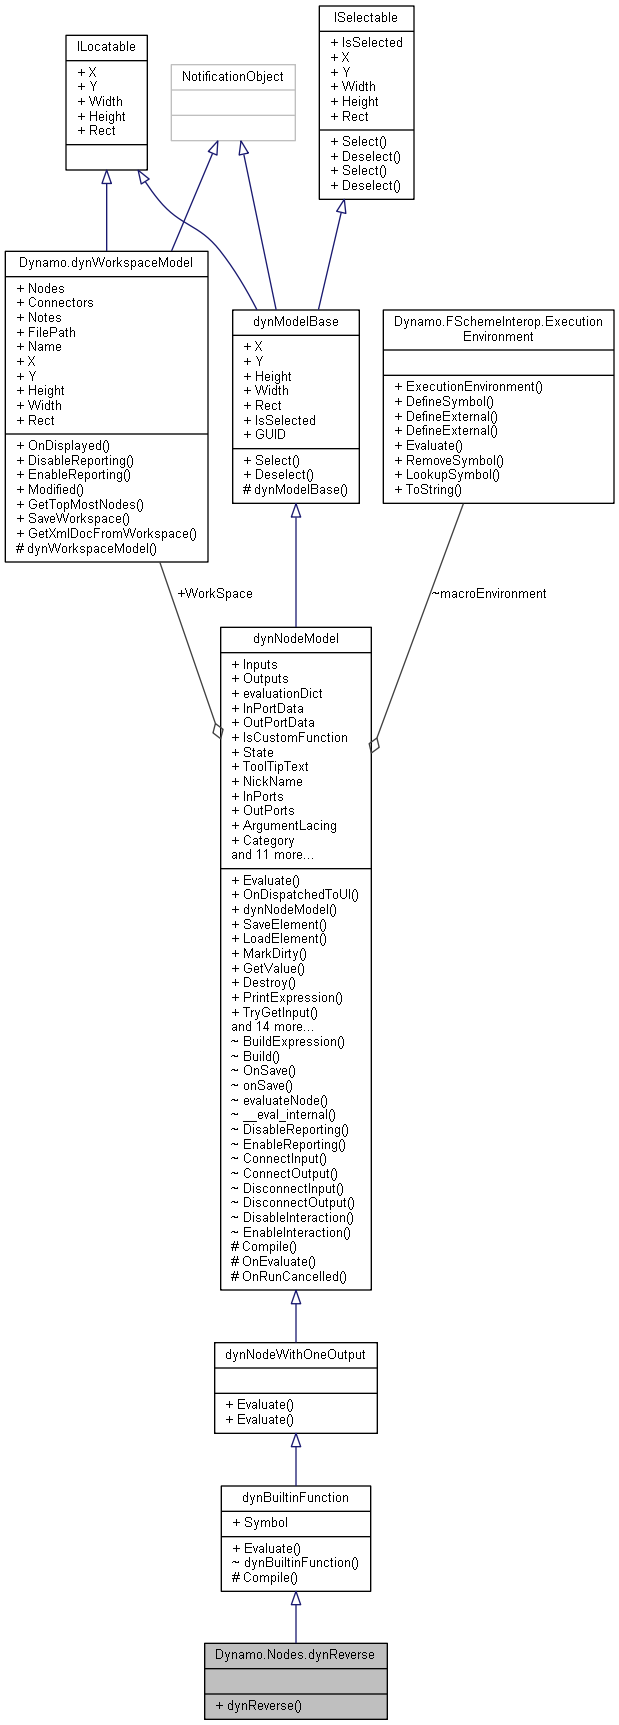 ILocatable
+ X
+ Y
+ Width
+ Height
+ Rect
NotificationObject
ISelectable
+ IsSelected
+ X
+ Y
+ Width
+ Height
+ Rect
+ Select()
+ Deselect()
+ Select()
+ Deselect()
Dynamo.dynWorkspaceModel
+ Nodes
+ Connectors
+ Notes
+ FilePath
+ Name
+ X
+ Y
+ Height
+ Width
+ Rect
+ OnDisplayed()
+ DisableReporting()
+ EnableReporting()
+ Modified()
+ GetTopMostNodes()
+ SaveWorkspace()
+ GetXmlDocFromWorkspace()
# dynWorkspaceModel()
dynModelBase
+ X
+ Y
+ Height
+ Width
+ Rect
+ IsSelected
+ GUID
+ Select()
+ Deselect()
# dynModelBase()
Dynamo.FSchemeInterop.Execution
Environment
+ ExecutionEnvironment()
+ DefineSymbol()
+ DefineExternal()
+ DefineExternal()
+ Evaluate()
+ RemoveSymbol()
+ LookupSymbol()
+ ToString()
+WorkSpace
~macroEnvironment
dynNodeModel
+ Inputs
+ Outputs
+ evaluationDict
+ InPortData
+ OutPortData
+ IsCustomFunction
+ State
+ ToolTipText
+ NickName
+ InPorts
+ OutPorts
+ ArgumentLacing
+ Category
and 11 more...
+ Evaluate()
+ OnDispatchedToUI()
+ dynNodeModel()
+ SaveElement()
+ LoadElement()
+ MarkDirty()
+ GetValue()
+ Destroy()
+ PrintExpression()
+ TryGetInput()
and 14 more...
~ BuildExpression()
~ Build()
~ OnSave()
~ onSave()
~ evaluateNode()
~ __eval_internal()
~ DisableReporting()
~ EnableReporting()
~ ConnectInput()
~ ConnectOutput()
~ DisconnectInput()
~ DisconnectOutput()
~ DisableInteraction()
~ EnableInteraction()
# Compile()
# OnEvaluate()
# OnRunCancelled()
dynNodeWithOneOutput
+ Evaluate()
+ Evaluate()
dynBuiltinFunction
+ Symbol
+ Evaluate()
~ dynBuiltinFunction()
# Compile()
Dynamo.Nodes.dynReverse
+ dynReverse()